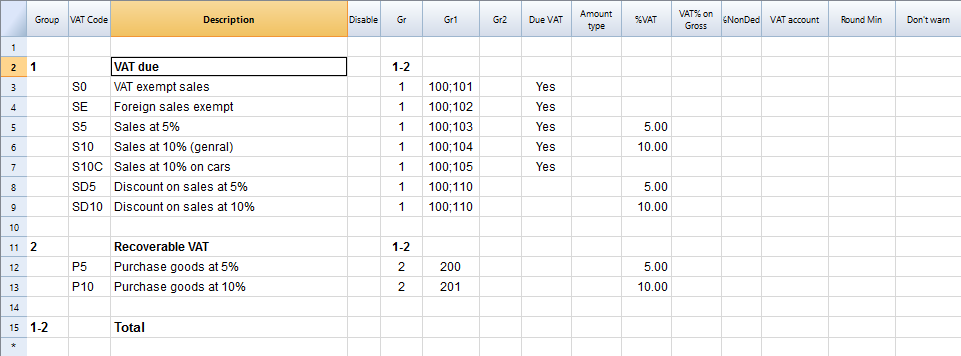 Group VAT Code Description Disable Gr Gr1 Gr2 Due VAT Amount type %VAT VAT% on Gross %NonDed VAT account Round Min Don't warn
1
2 1 VAT due 1-2
3 S0 VAT exempt sales 1 100;101 Yes
4 SE Foreign sales exempt 1 100;102 Yes
5 S5 Sales at 5% 1 100;103 Yes 5.00
6 S10 Sales at 10% (genral) 1 100;104 Yes 10.00
7 S10C Sales at 10% on cars 1 100;105 Yes
8 SD5 Discount on sales at 5% 1 100;110 5.00
9 SD10 Discount on sales at 10% 1 100;110 10.00
10
11 2 Recoverable VAT 1-2
12 P5 Purchase goods at 5% 2 200 5.00
13 P10 Purchase goods at 10% 2 201 10.00
14
15 1-2 Total
*